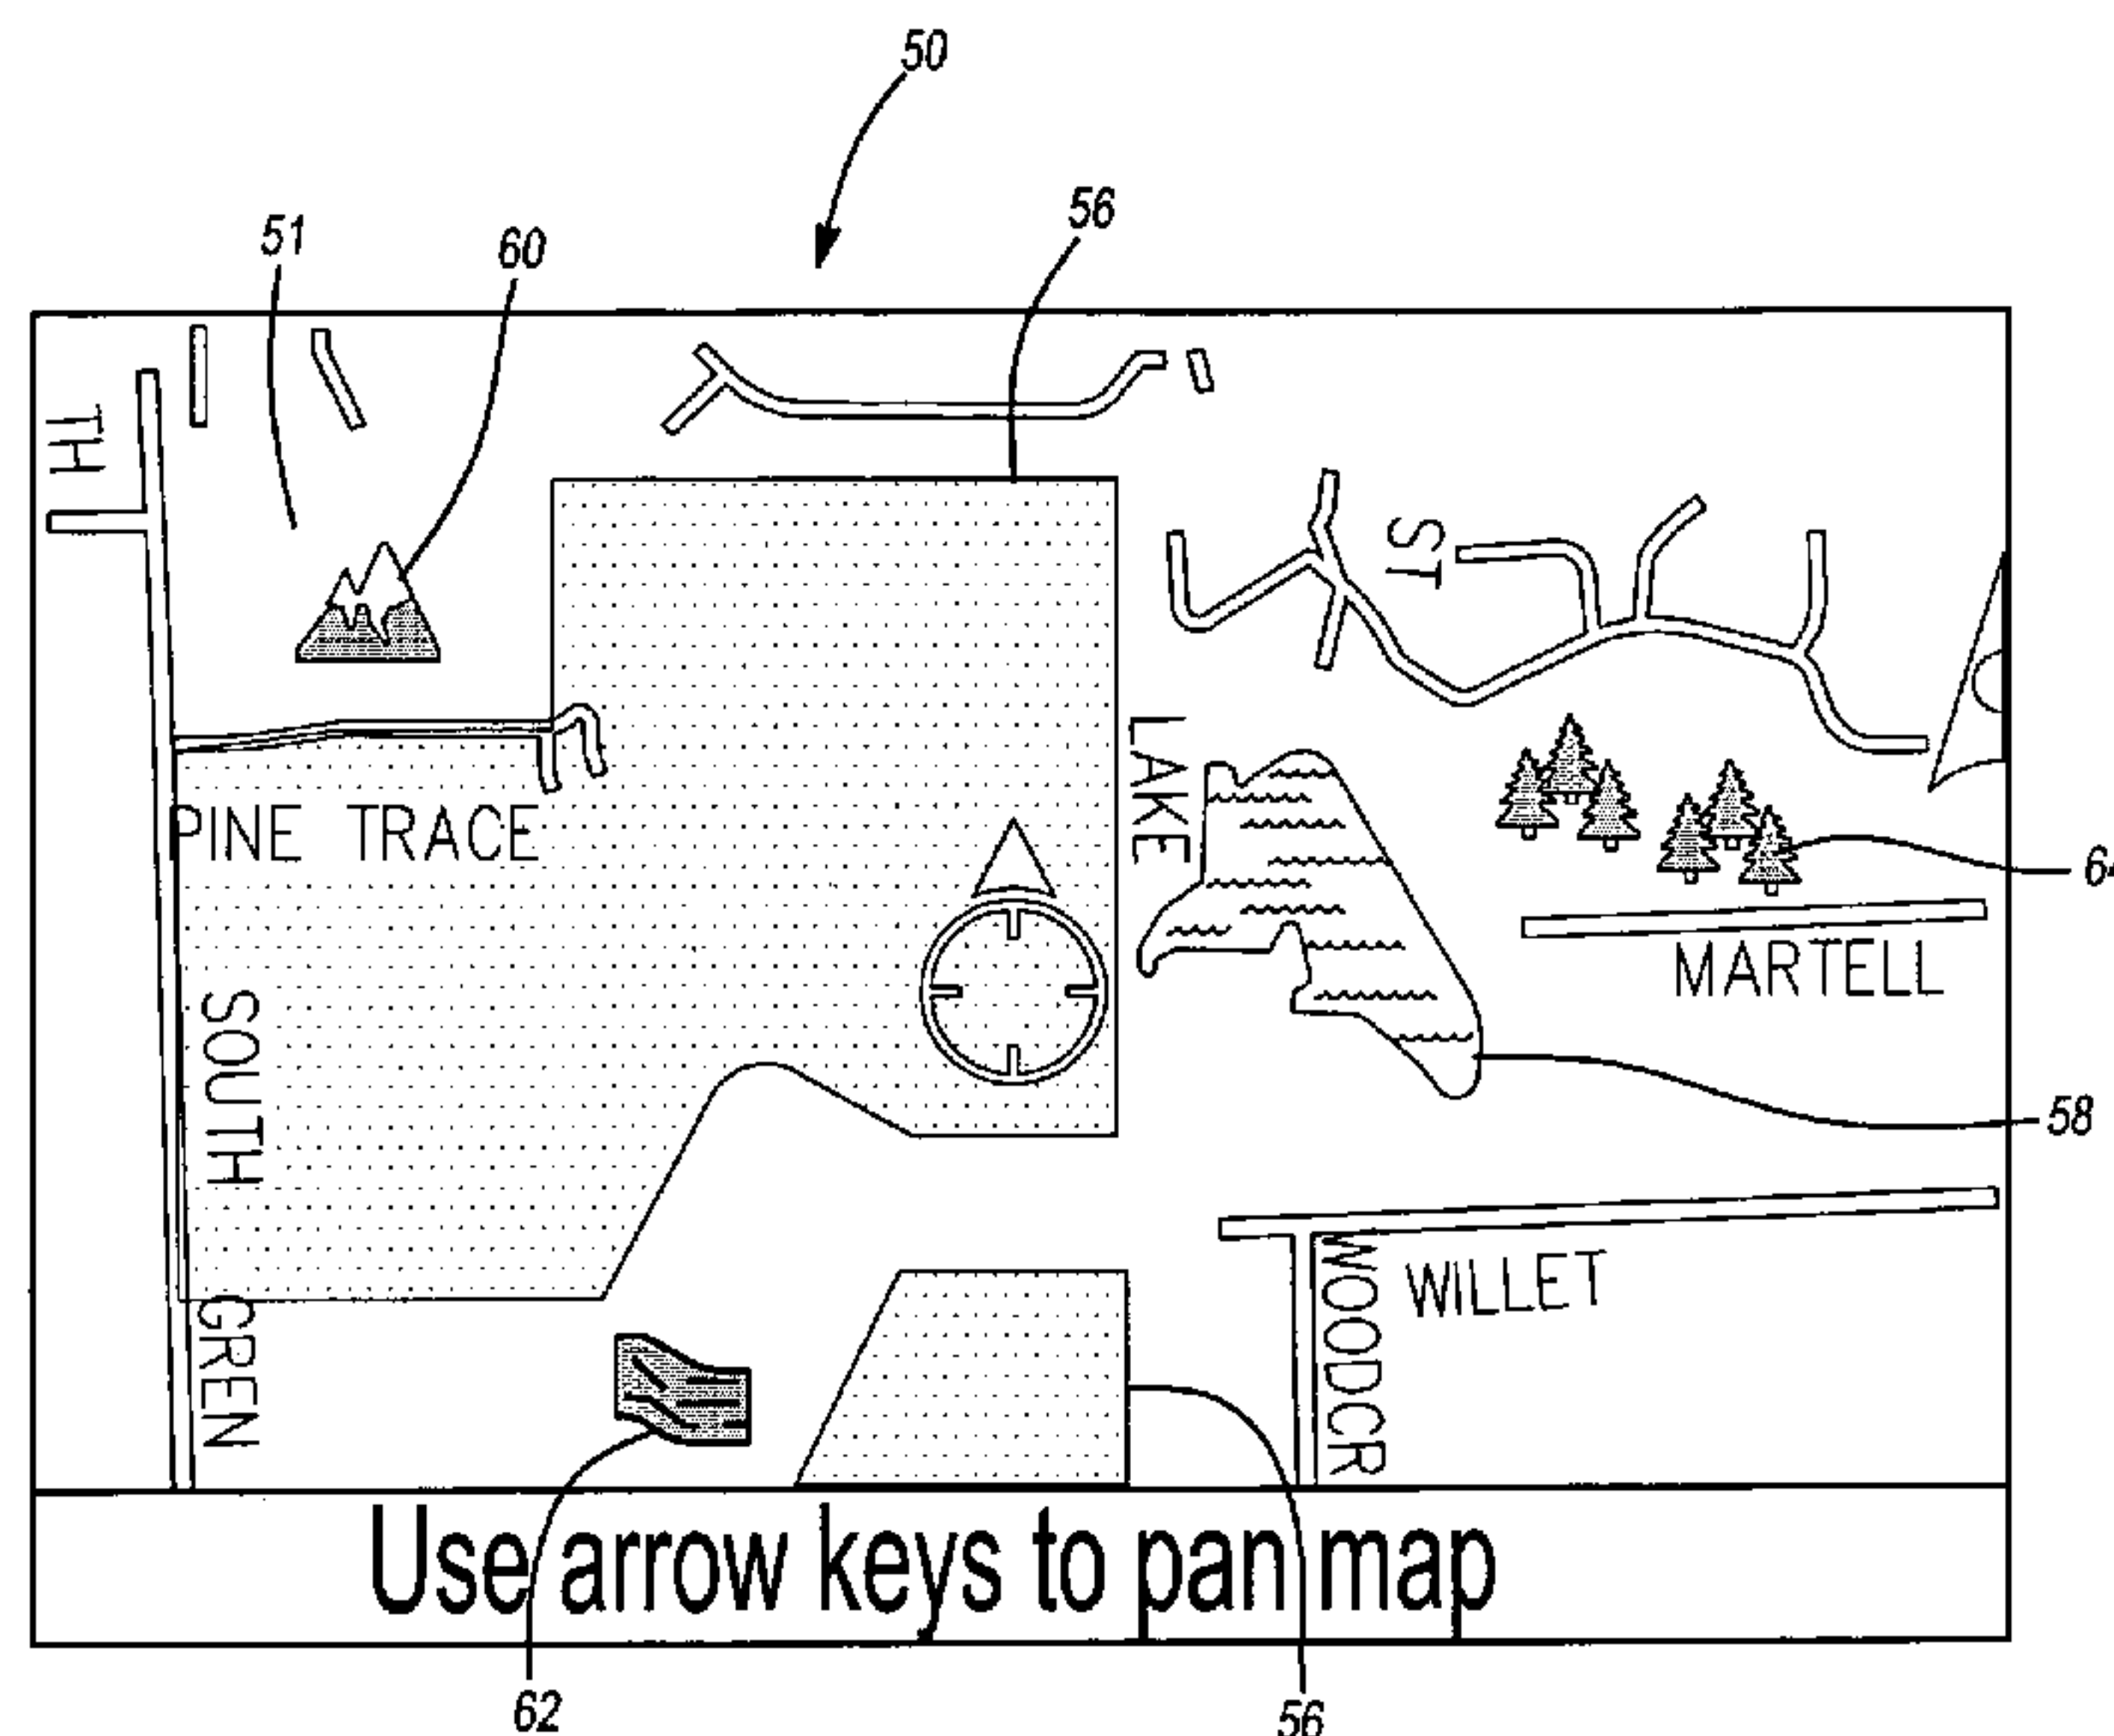 50
56
51
60
TH
ST
LAKE
PINE TRACE
64
MARTELL
SOUTH
58
WILLET
WOODCR
GREN
Use arrow keys to pan map
62
56